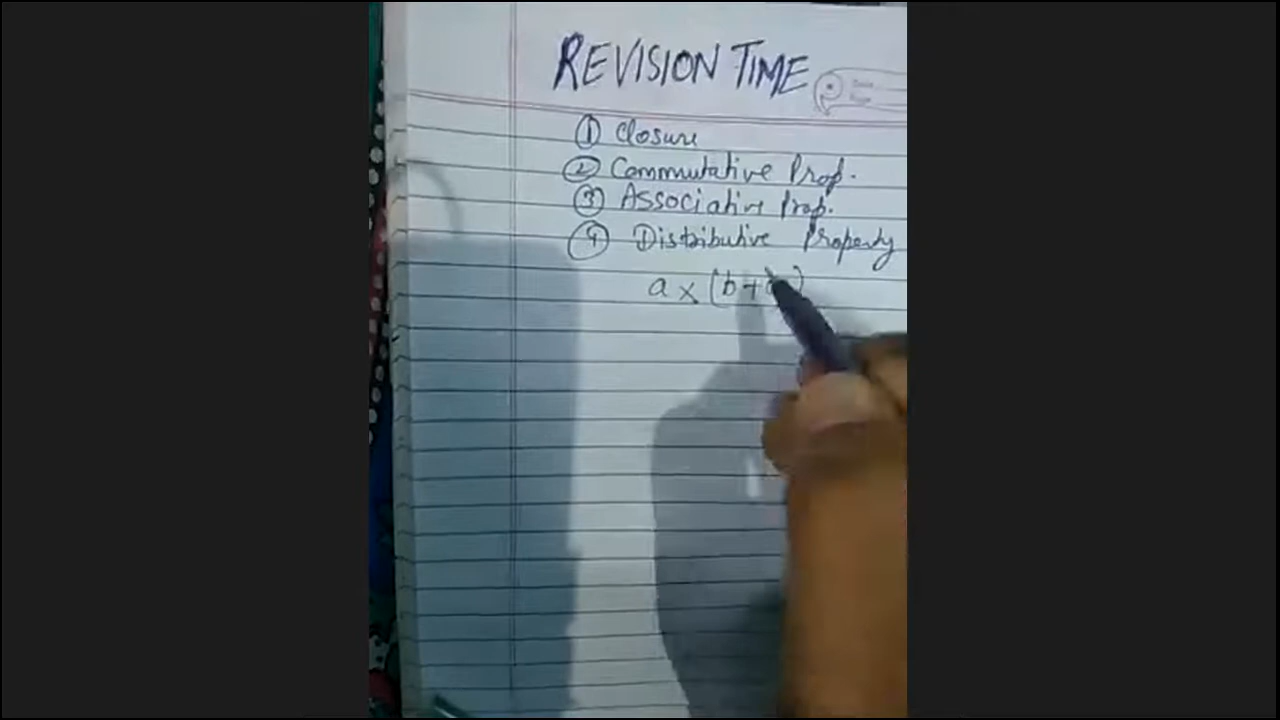 REVISION TIME
① Closure
② Commutative Prop.
③ Associative Prop.
④ Distributive Property
a × (b +